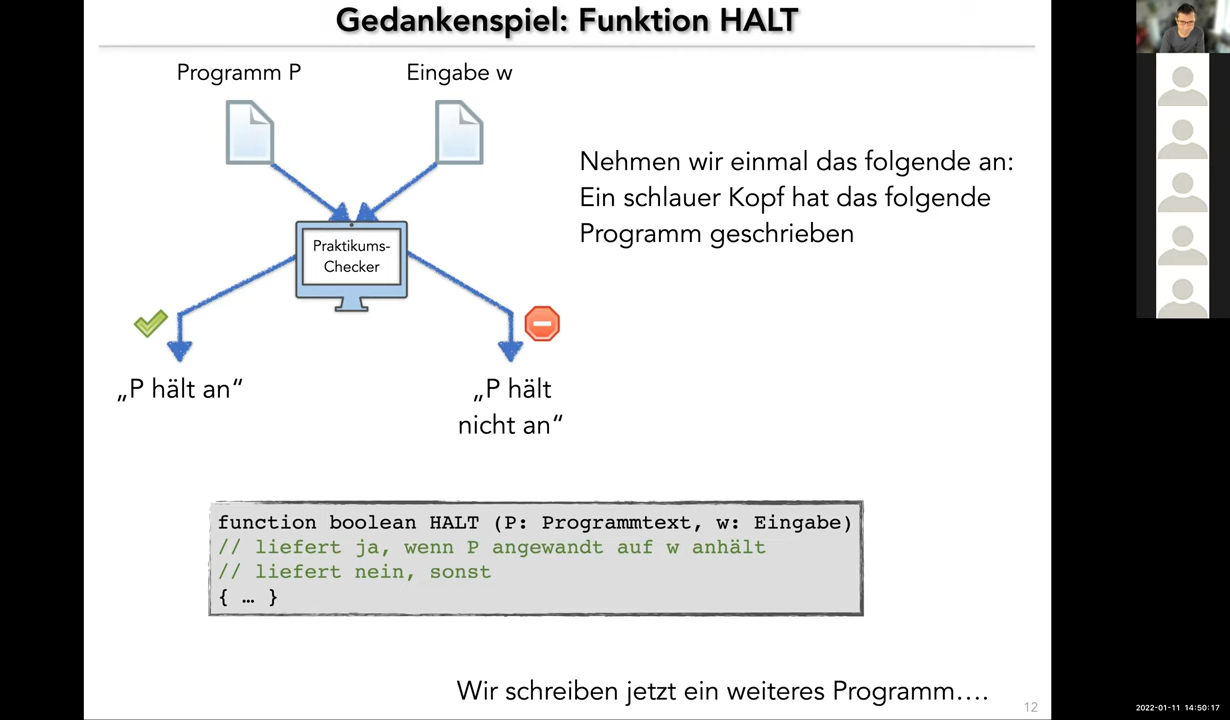 Gedankenspiel: Funktion HALT
Programm P
Eingabe w
Nehmen wir einmal das folgende an:
Ein schlauer Kopf hat das folgende
Programm geschrieben
Praktikums-
Checker
„P hält an“
„P hält
nicht an“
function boolean HALT (P: Programmtext, w: Eingabe)
// liefert ja, wenn P angewandt auf w anhält
// liefert nein, sonst
{ … }
Wir schreiben jetzt ein weiteres Programm….
12
2022-01-11 14:50:17